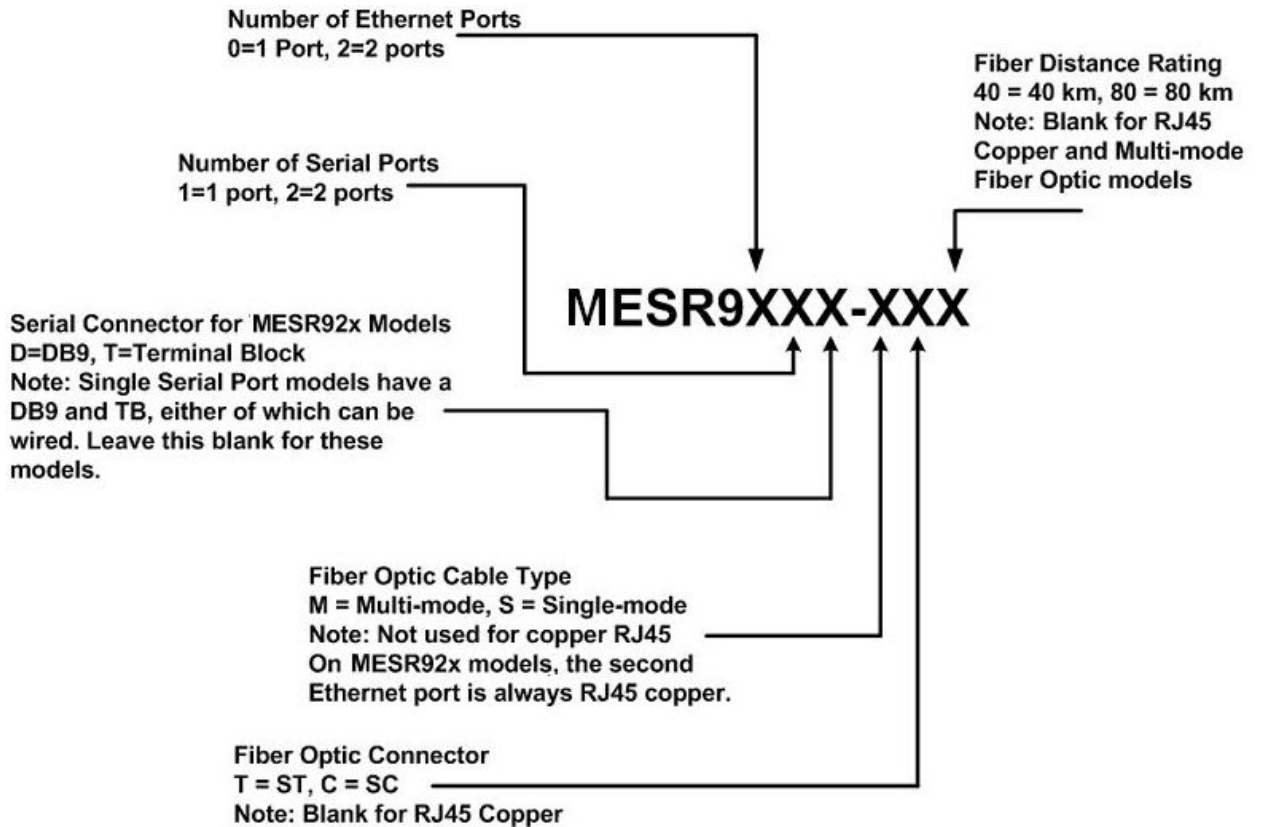 Number of Ethernet Ports
0=1 Port, 2=2 ports
Fiber Distance Rating
40 = 40 km, 80 = 80 km
Note: Blank for RJ45
Copper and Multi-mode
Fiber Optic models
Number of Serial Ports
1=1 port, 2=2 ports
MESR9XXX-XXX
Serial Connector for MESR92x Models
D=DB9, T=Terminal Block
Note: Single Serial Port models have a
DB9 and TB, either of which can be
wired. Leave this blank for these
models.
Fiber Optic Cable Type
M = Multi-mode, S = Single-mode
Note: Not used for copper RJ45
On MESR92x models, the second
Ethernet port is always RJ45 copper.
Fiber Optic Connector
T = ST, C = SC
Note: Blank for RJ45 Copper